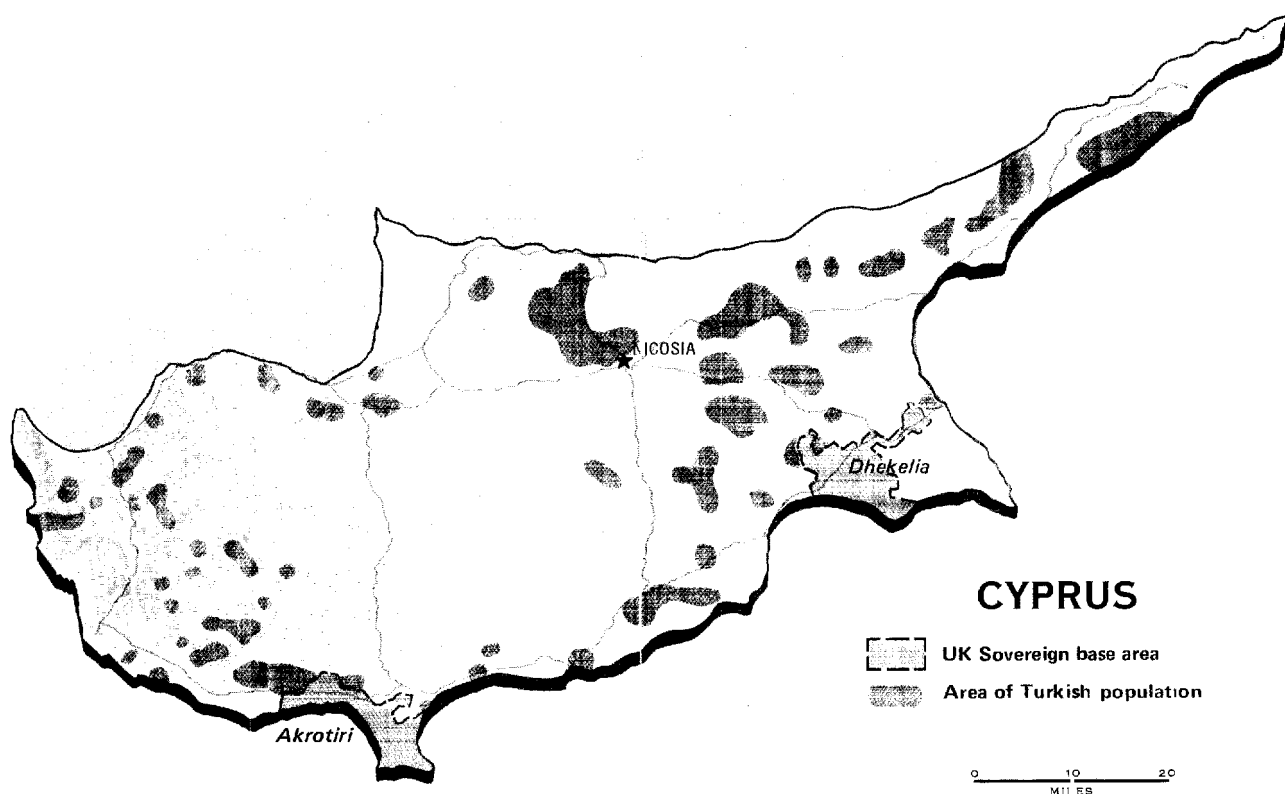 NICOSIA
Dhekelia
Akrotiri
CYPRUS
UK Sovereign base area
Area of Turkish population
0 10 20
MILES